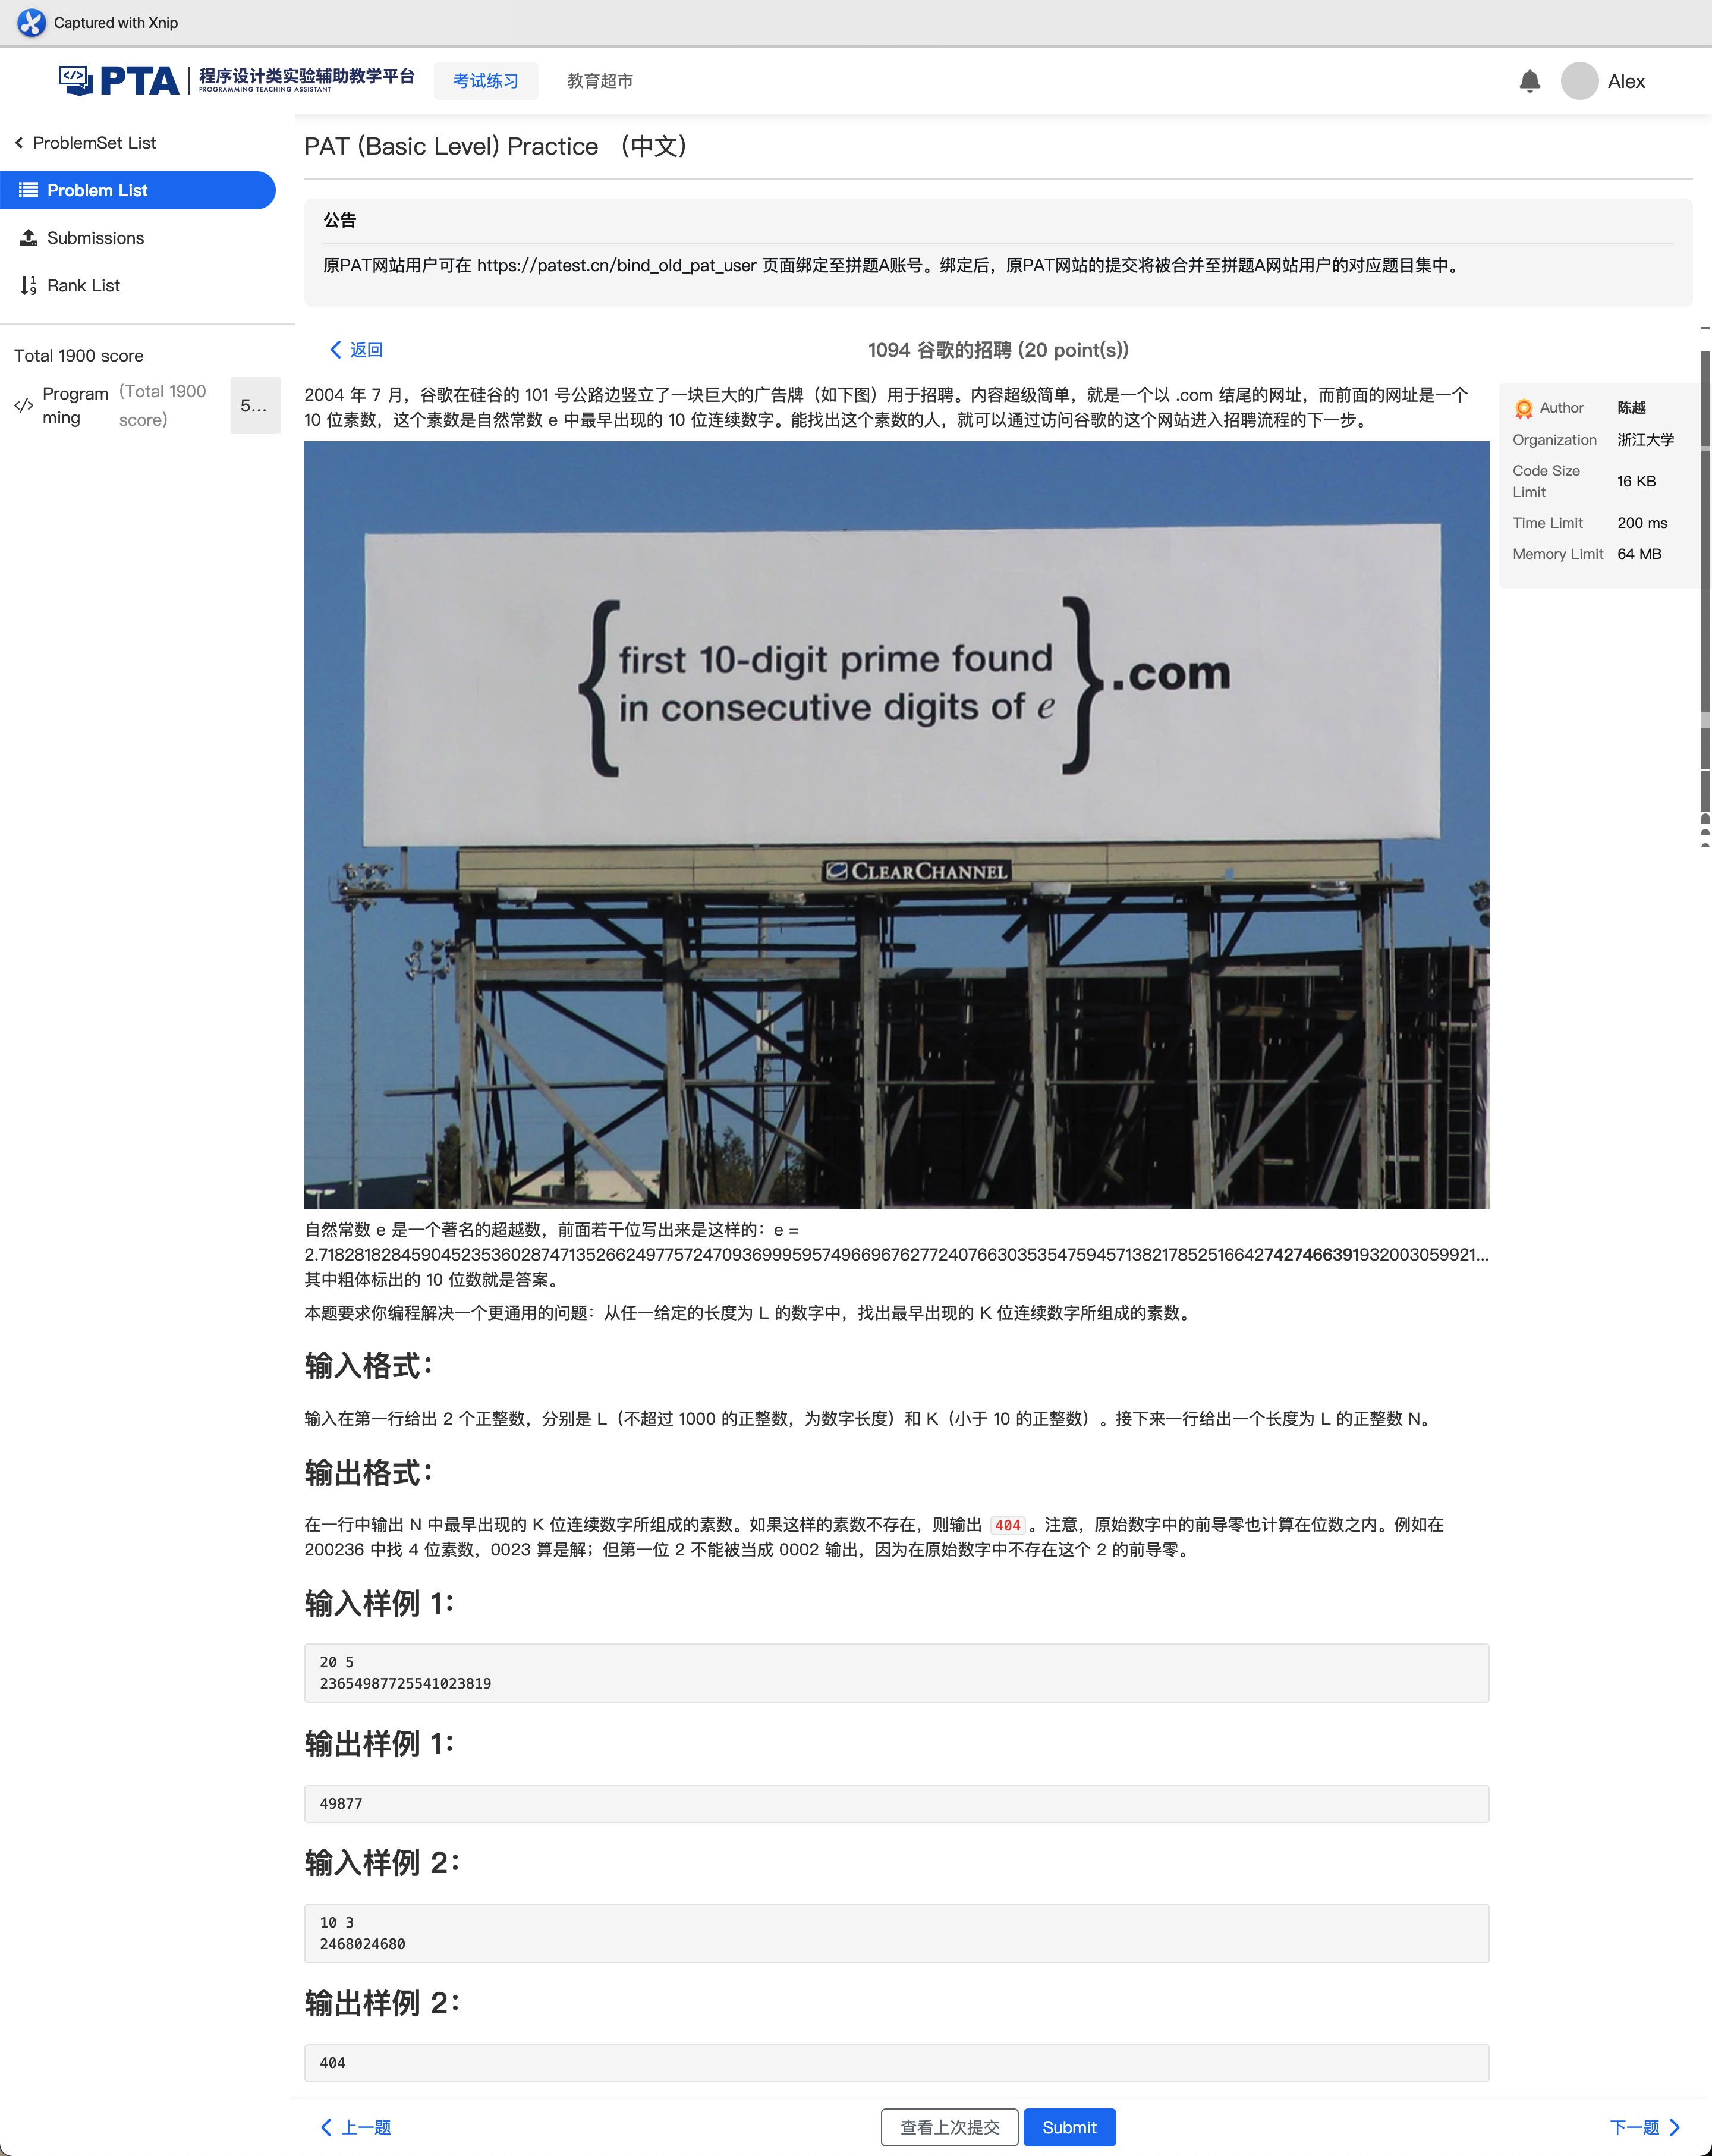 Captured with Xnip
PTA
程序设计类实验辅助教学平台
PROGRAMMING TEACHING ASSISTANT
考试练习
教育超市
Alex
ProblemSet List
Problem List
Submissions
Rank List
Total 1900 score
Program
ming
(Total 1900
score)
5...
PAT (Basic Level) Practice （中文）
公告
原PAT网站用户可在 https://patest.cn/bind_old_pat_user 页面绑定至拼题A账号。绑定后，原PAT网站的提交将被合并至拼题A网站用户的对应题目集中。
返回
1094 谷歌的招聘 (20 point(s))
2004 年 7 月，谷歌在硅谷的 101 号公路边竖立了一块巨大的广告牌（如下图）用于招聘。内容超级简单，就是一个以 .com 结尾的网址，而前面的网址是一个
10 位素数，这个素数是自然常数 e 中最早出现的 10 位连续数字。能找出这个素数的人，就可以通过访问谷歌的这个网站进入招聘流程的下一步。
Author 陈越
Organization 浙江大学
Code Size
Limit 16 KB
Time Limit 200 ms
Memory Limit 64 MB
{first 10-digit prime found
in consecutive digits of e}.com
CLEARCHANNEL
自然常数 e 是一个著名的超越数，前面若干位写出来是这样的：e =
2.718281828459045235360287471352662497757247093699959574966967627724076630353547594571382178525166427427466391932003059921...
其中粗体标出的 10 位数就是答案。
本题要求你编程解决一个更通用的问题：从任一给定的长度为 L 的数字中，找出最早出现的 K 位连续数字所组成的素数。
输入格式：
输入在第一行给出 2 个正整数，分别是 L（不超过 1000 的正整数，为数字长度）和 K（小于 10 的正整数）。接下来一行给出一个长度为 L 的正整数 N。
输出格式：
在一行中输出 N 中最早出现的 K 位连续数字所组成的素数。如果这样的素数不存在，则输出 404。注意，原始数字中的前导零也计算在位数之内。例如在
200236 中找 4 位素数，0023 算是解；但第一位 2 不能被当成 0002 输出，因为在原始数字中不存在这个 2 的前导零。
输入样例 1：
20 5
23654987725541023819
输出样例 1：
49877
输入样例 2：
10 3
2468024680
输出样例 2：
404
上一题
查看上次提交
Submit
下一题